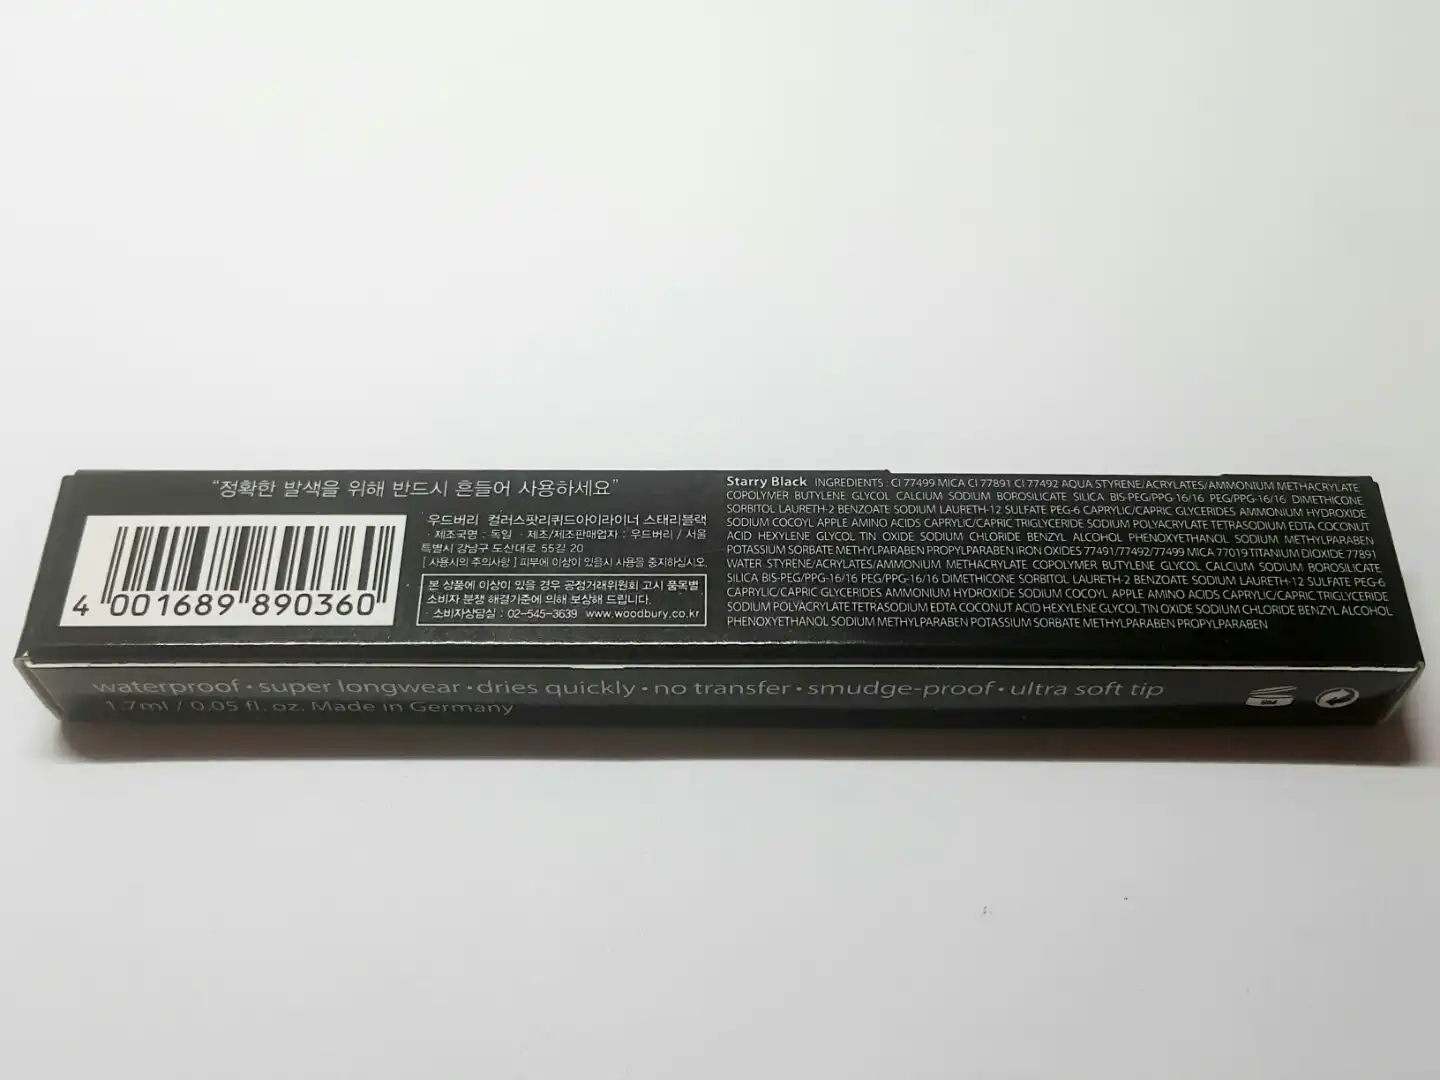 "정확한 발색을 위해 반드시 흔들어 사용하세요"
4 001689 890360
우드버리 컬러스팟리퀴드아이라이너 스태리블랙
· 제조국명 : 독일 · 제조/제조판매업자 : 우드버리 / 서울
특별시 강남구 도산대로 55길 20
[ 사용시의 주의사항 ] 피부에 이상이 있을시 사용을 중지하십시오.
본 상품에 이상이 있을 경우 공정거래위원회 고시 품목별
소비자 분쟁 해결기준에 의해 보상해 드립니다.
· 소비자상담실 : 02-545-3639 www.woodbury.co.kr
Starry Black INGREDIENTS : CI 77499 MICA CI 77891 CI 77492 AQUA STYRENE/ACRYLATES/AMMONIUM METHACRYLATE
COPOLYMER BUTYLENE GLYCOL CALCIUM SODIUM BOROSILICATE SILICA BIS-PEG/PPG-16/16 PEG/PPG-16/16 DIMETHICONE
SORBITOL LAURETH-2 BENZOATE SODIUM LAURETH-12 SULFATE PEG-6 CAPRYLIC/CAPRIC GLYCERIDES AMMONIUM HYDROXIDE
SODIUM COCOYL APPLE AMINO ACIDS CAPRYLIC/CAPRIC TRIGLYCERIDE SODIUM POLYACRYLATE TETRASODIUM EDTA COCONUT
ACID HEXYLENE GLYCOL TIN OXIDE SODIUM CHLORIDE BENZYL ALCOHOL PHENOXYETHANOL SODIUM METHYLPARABEN
POTASSIUM SORBATE METHYLPARABEN PROPYLPARABEN IRON OXIDES 77491/77492/77499 MICA 77019 TITANIUM DIOXIDE 77891
WATER STYRENE/ACRYLATES/AMMONIUM METHACRYLATE COPOLYMER BUTYLENE GLYCOL CALCIUM SODIUM BOROSILICATE
SILICA BIS-PEG/PPG-16/16 PEG/PPG-16/16 DIMETHICONE SORBITOL LAURETH-2 BENZOATE SODIUM LAURETH-12 SULFATE PEG-6
CAPRYLIC/CAPRIC GLYCERIDES AMMONIUM HYDROXIDE SODIUM COCOYL APPLE AMINO ACIDS CAPRYLIC/CAPRIC TRIGLYCERIDE
SODIUM POLYACRYLATE TETRASODIUM EDTA COCONUT ACID HEXYLENE GLYCOL TIN OXIDE SODIUM CHLORIDE BENZYL ALCOHOL
PHENOXYETHANOL SODIUM METHYLPARABEN POTASSIUM SORBATE METHYLPARABEN PROPYLPARABEN
waterproof · super longwear · dries quickly · no transfer · smudge-proof · ultra soft tip
1.7ml / 0.05 fl. oz. Made in Germany